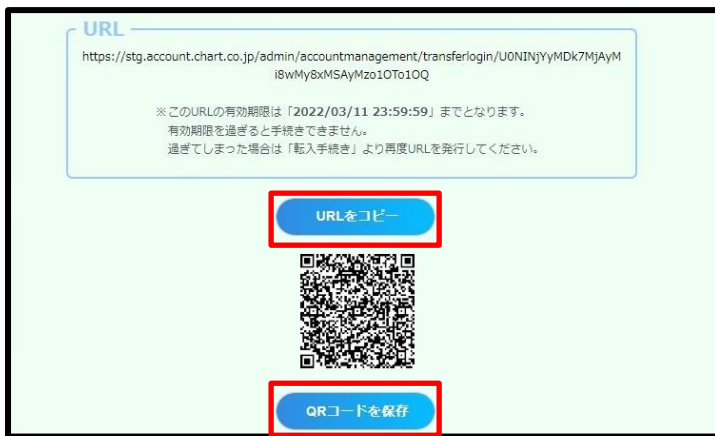 URL
https://stg.account.chart.co.jp/admin/accountmanagement/transferlogin/U0NINjYyMDk7MjAyM
i8wMy8xMSAyMzo1OTo1OQ
※このURLの有効期限は「2022/03/11 23:59:59」までとなります。
有効期限を過ぎると手続きできません。
過ぎてしまった場合は「転入手続き」より再度URLを発行してください。
URLをコピー
QRコードを保存